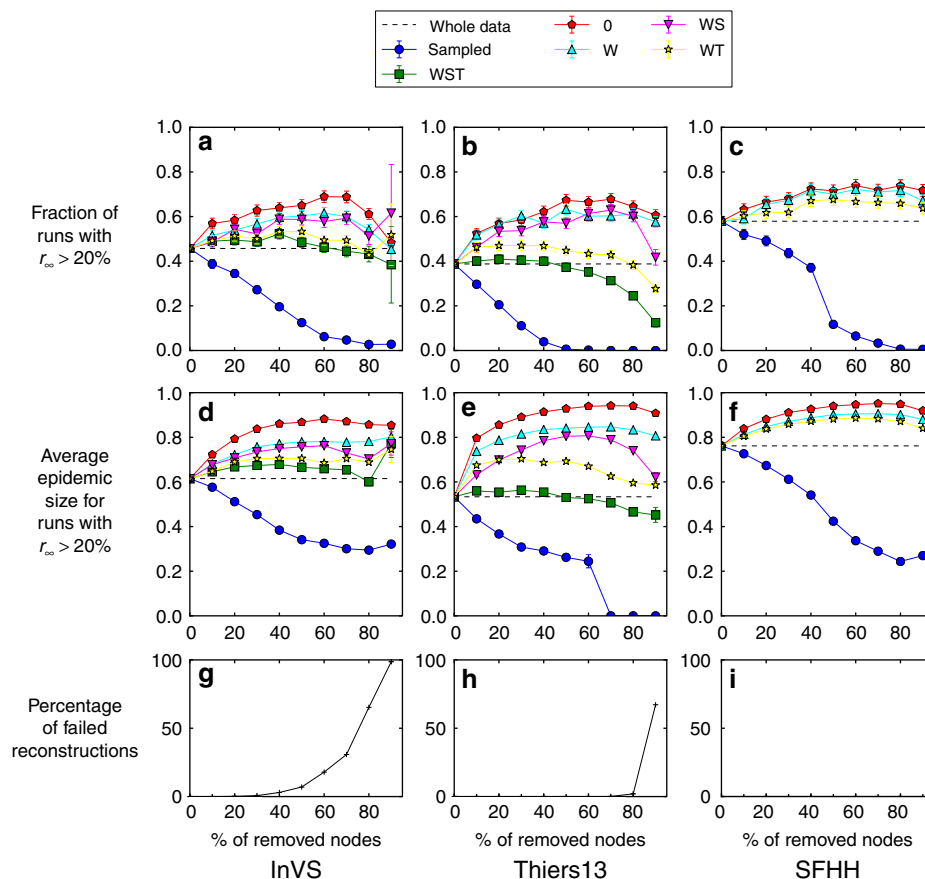 Whole data
Sampled
WST
0
W
WS
WT
Fraction of
runs with
r∞ > 20%
1.0
0.8
0.6
0.4
0.2
0.0
a
0 20 40 60 80
1.0
0.8
0.6
0.4
0.2
0.0
b
0 20 40 60 80
1.0
0.8
0.6
0.4
0.2
0.0
c
0 20 40 60 80
Average
epidemic
size for
runs with
r∞ > 20%
1.0
0.8
0.6
0.4
0.2
0.0
d
0 20 40 60 80
1.0
0.8
0.6
0.4
0.2
0.0
e
0 20 40 60 80
1.0
0.8
0.6
0.4
0.2
0.0
f
0 20 40 60 80
Percentage
of failed
reconstructions
100
50
0
g
0 20 40 60 80
% of removed nodes
InVS
100
50
0
h
0 20 40 60 80
% of removed nodes
Thiers13
100
50
0
i
0 20 40 60 80
% of removed nodes
SFHH